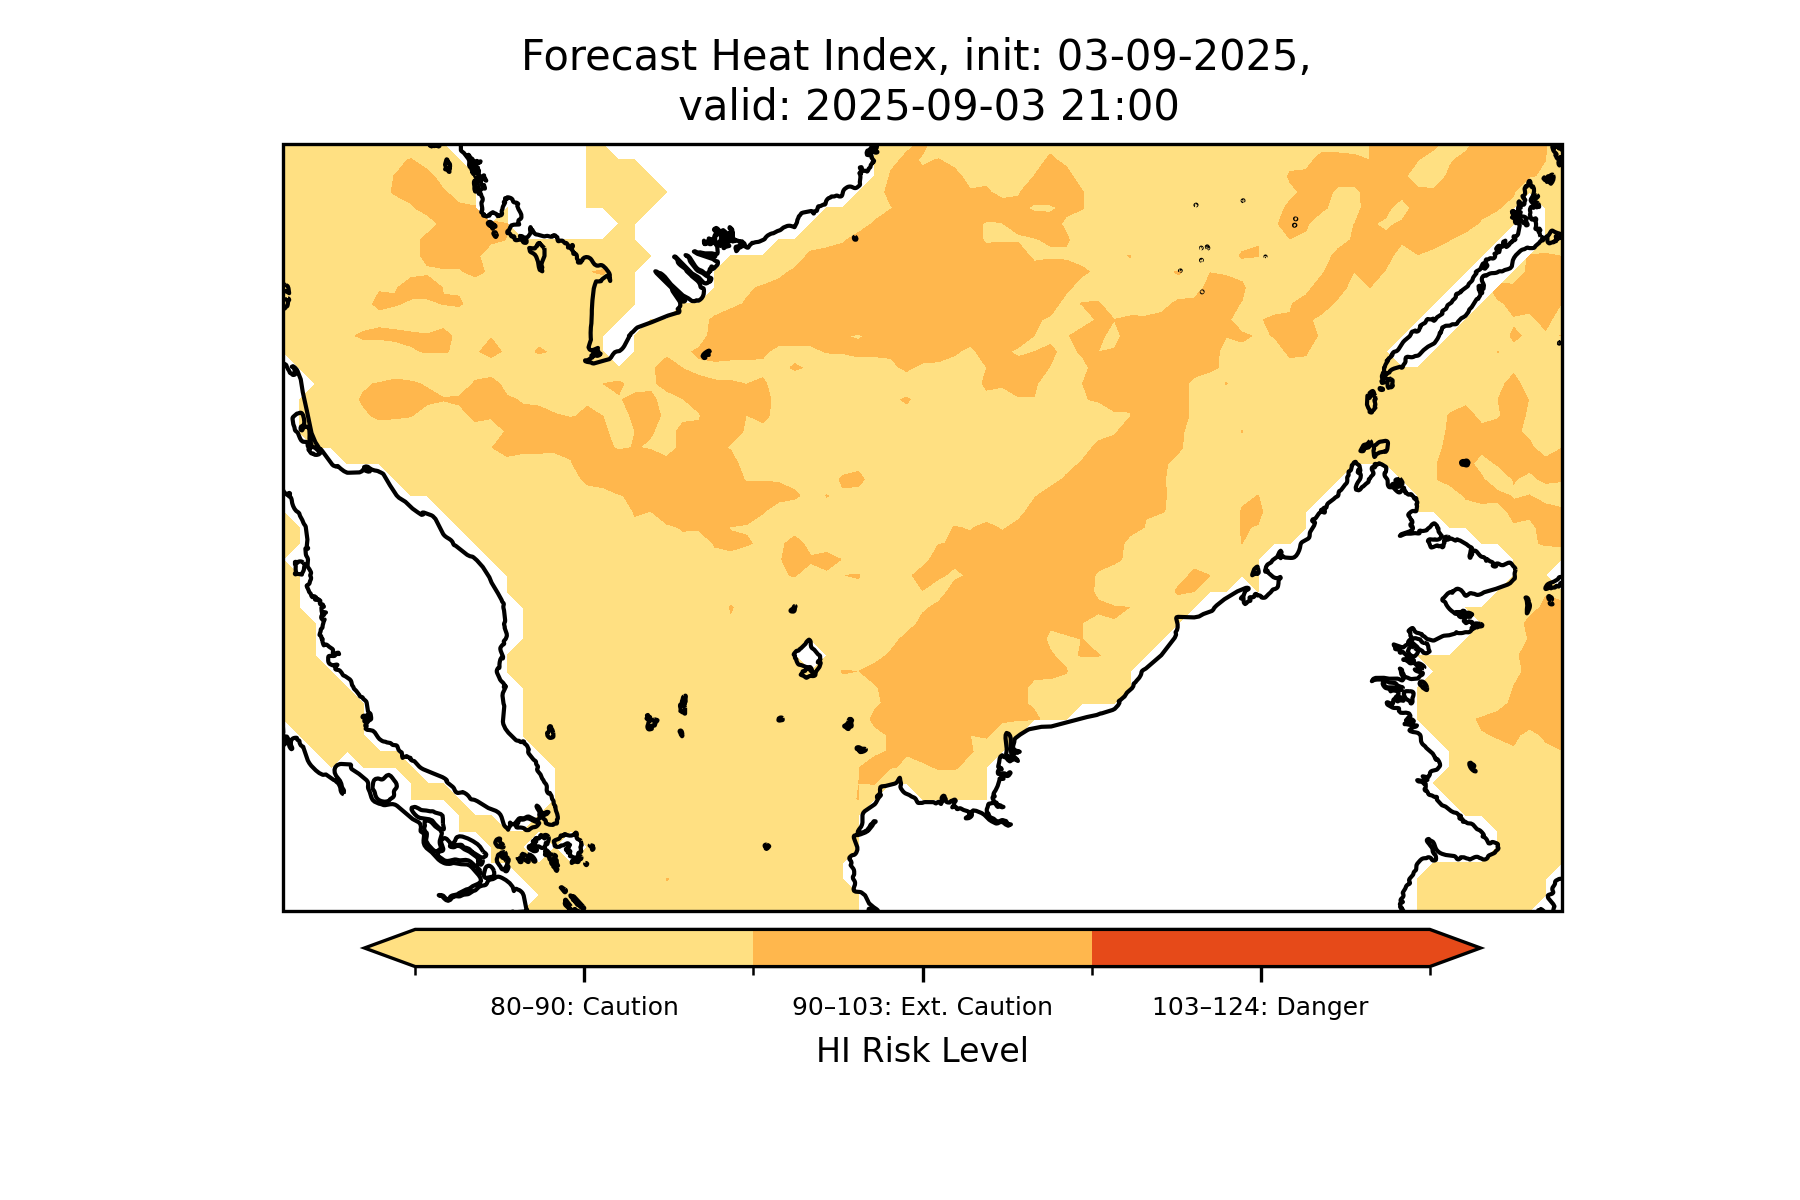 Forecast Heat Index, init: 03-09-2025,
valid: 2025-09-03 21:00
80–90: Caution
90–103: Ext. Caution
103–124: Danger
HI Risk Level